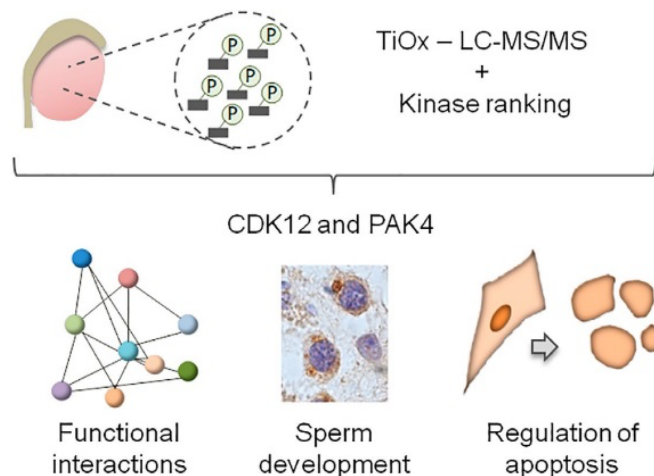 P
P
P
P
P
P
P
TiOx – LC-MS/MS
+
Kinase ranking
CDK12 and PAK4
Functional
interactions
Sperm
development
Regulation of
apoptosis